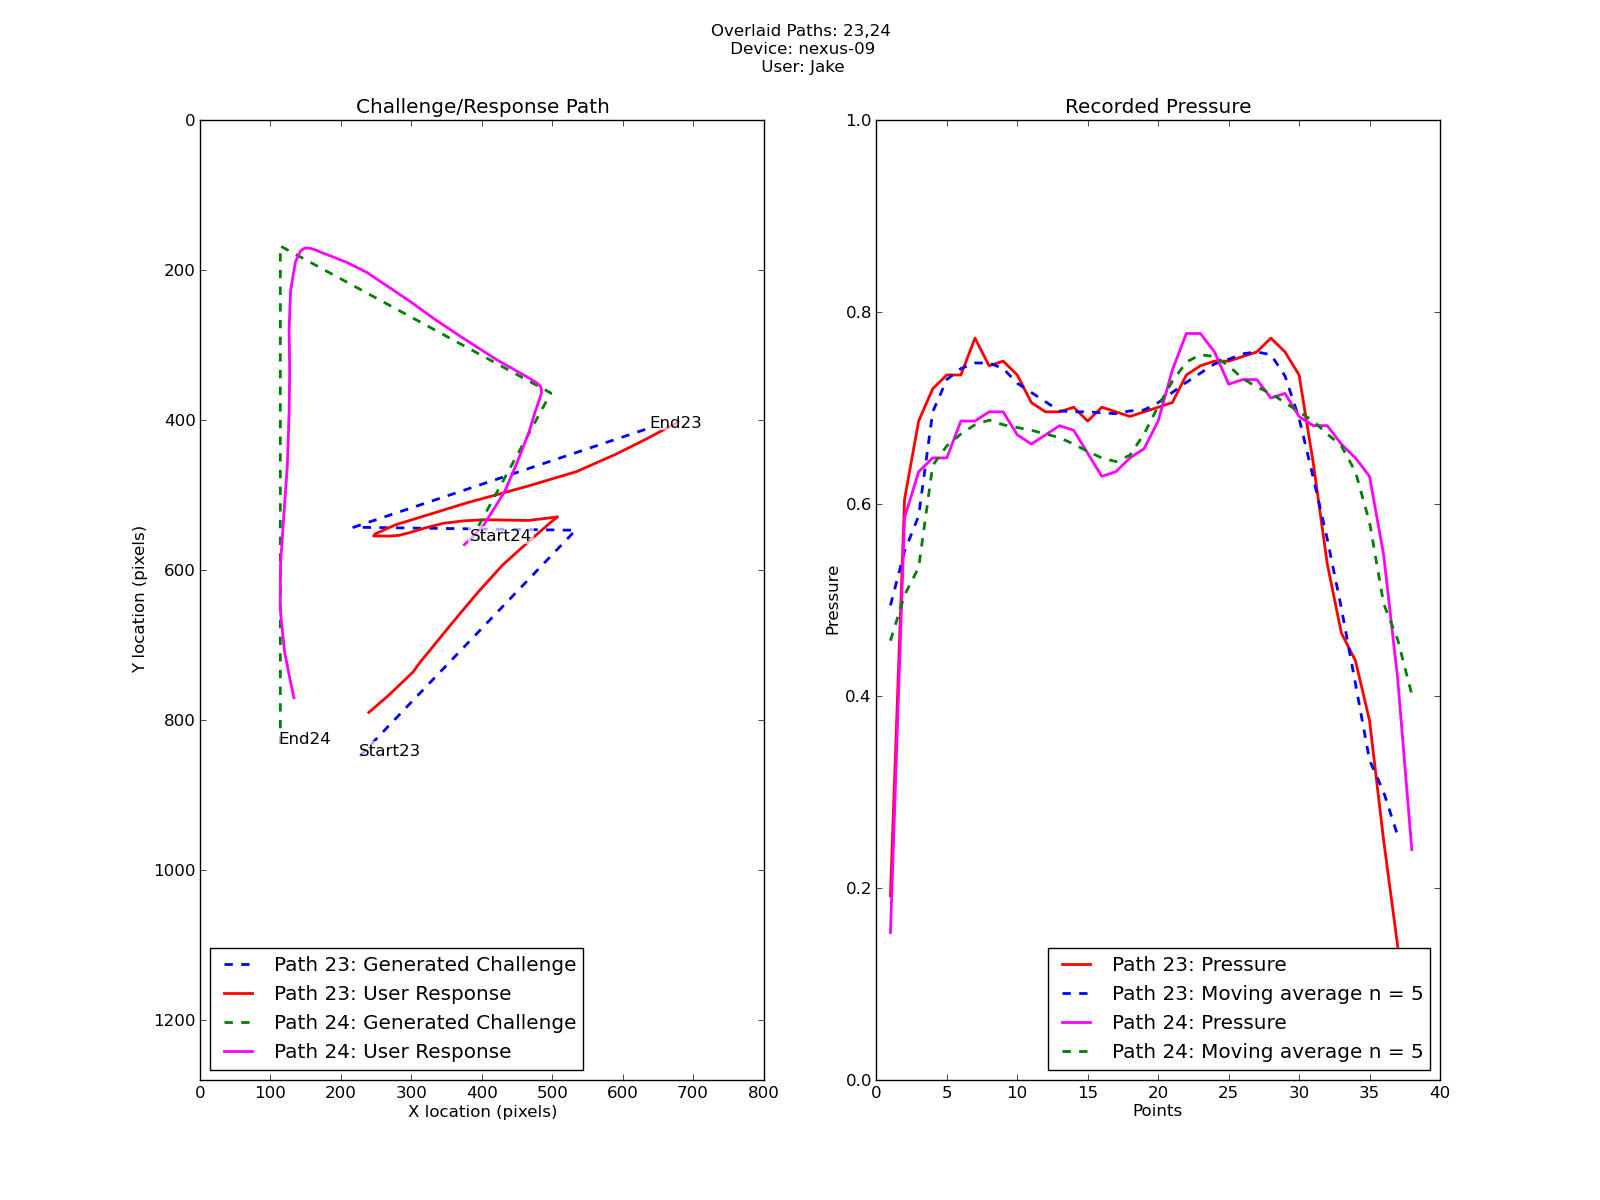 Overlaid Paths: 23,24
Device: nexus-09
User: Jake
Challenge/Response Path
0
200
400
600
800
1000
1200
Y location (pixels)
End23
Start24
End24
Start23
Path 23: Generated Challenge
Path 23: User Response
Path 24: Generated Challenge
Path 24: User Response
0 100 200 300 400 500 600 700 800
X location (pixels)
Recorded Pressure
1.0
0.8
0.6
0.4
0.2
0.0
Pressure
Path 23: Pressure
Path 23: Moving average n = 5
Path 24: Pressure
Path 24: Moving average n = 5
0 5 10 15 20 25 30 35 40
Points